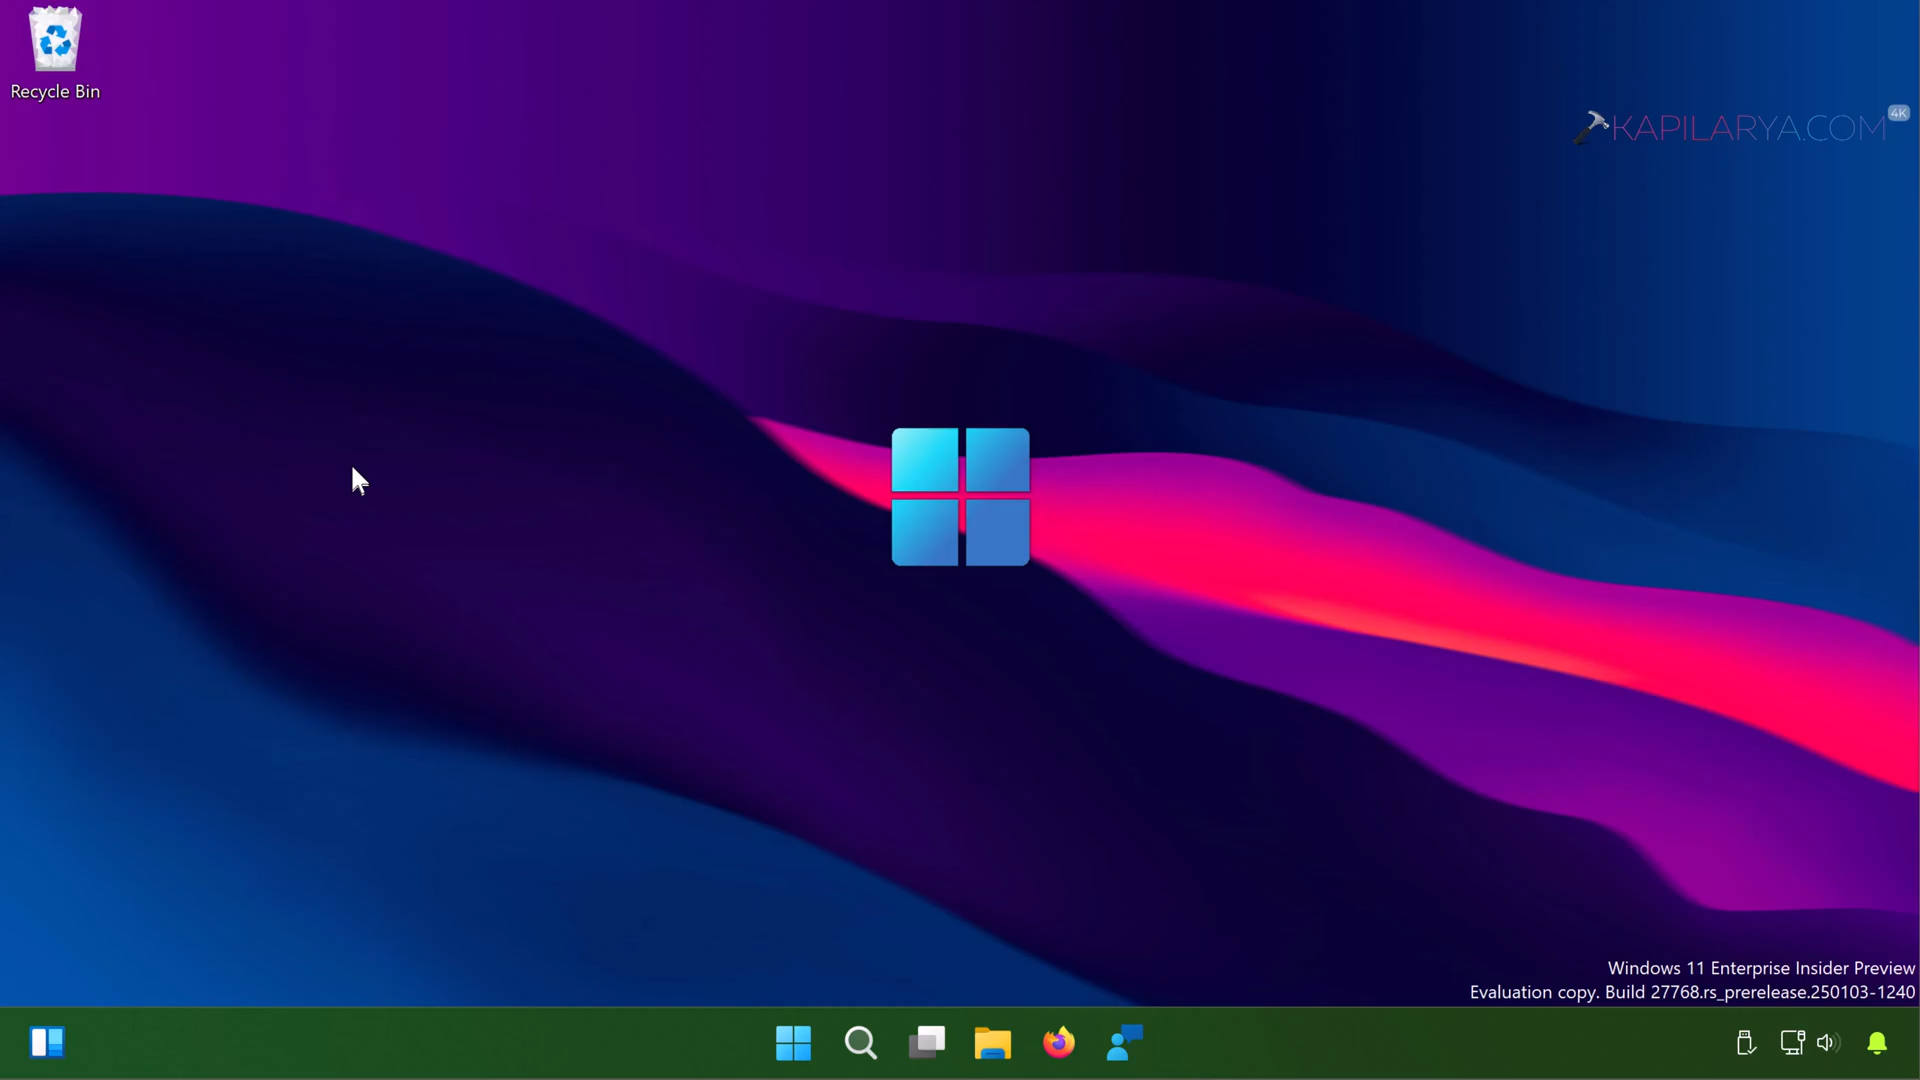 Recycle Bin
4K
KAPILARYA.COM
Windows 11 Enterprise Insider Preview
Evaluation copy. Build 27768.rs_prerelease.250103-1240